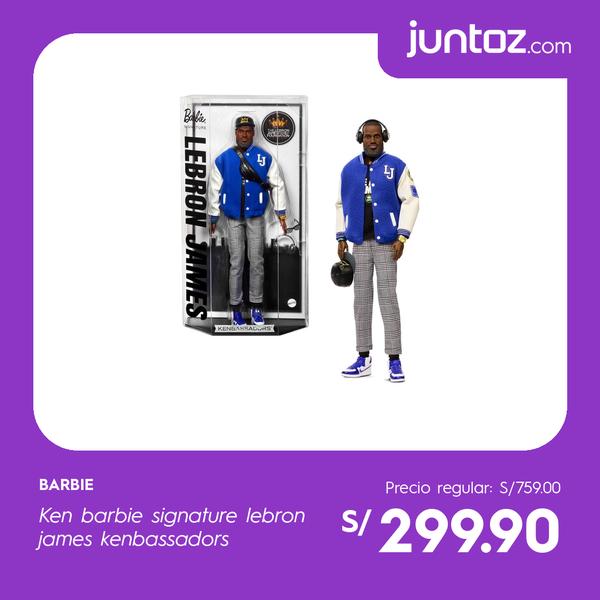 juntoz.com
Barbie
SIGNATURE
LEBRON JAMES
LJ
LJ
KENBASSADORS
BARBIE
Ken barbie signature lebron
james kenbassadors
Precio regular: S/759.00
S/299.90